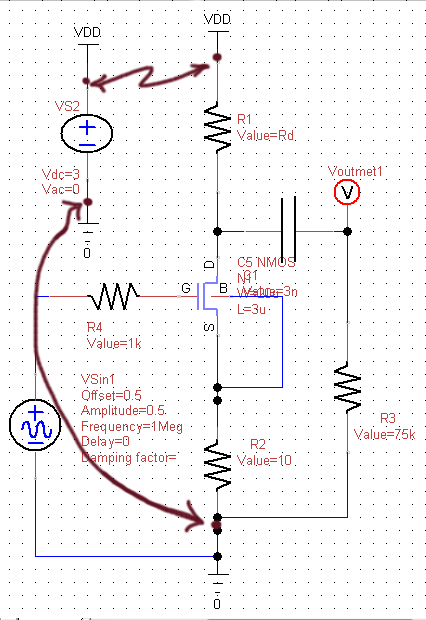 VDD
VDD
VS2
R1
Value=Rd
Vdc=3
Vac=0
Voutmet1
V
0
D
C5 NMOS
G
B
Value=3n
L=3u
S
R4
Value=1k
VSin1
Offset=0.5
Amplitude=0.5
Frequency=1Meg
Delay=0
Damping factor=
R2
Value=10
R3
Value=75k
0